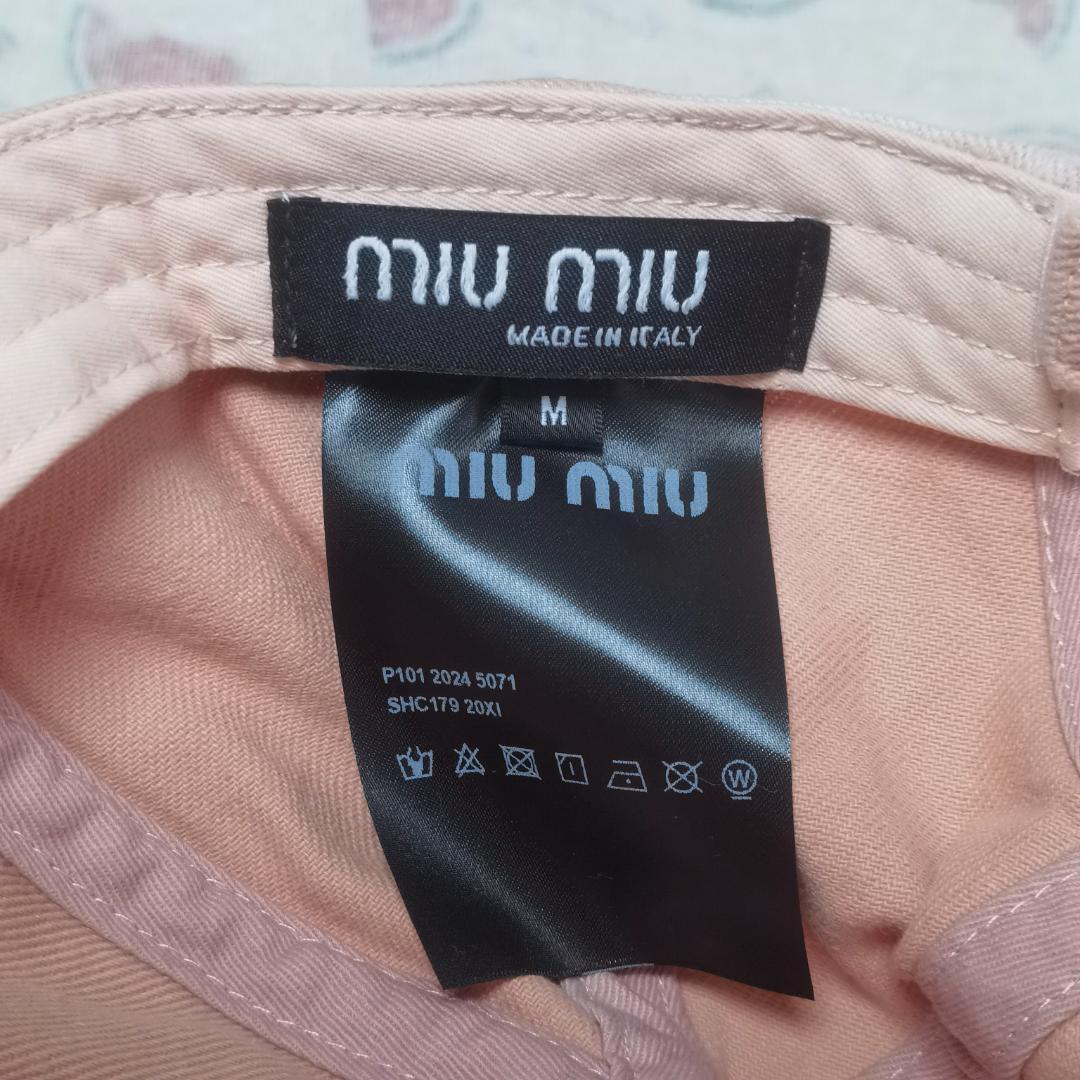 miu miu
MADE IN ITALY
M
miu miu
P101 2024 5071
SHC179 20XI
W